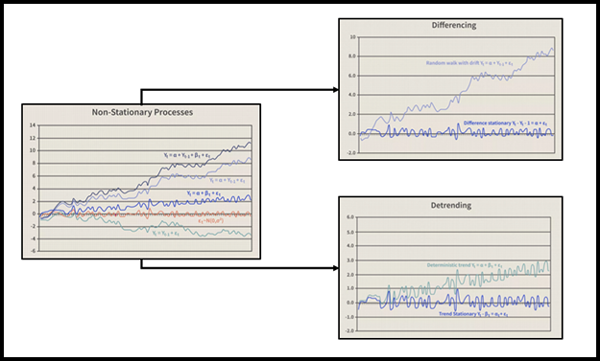 Non-Stationary Processes
14
12
10
8
6
4
2
0
-2
-4
-6
Yₜ = α + Yₜ₋₁ + βₜ + εₜ
Yₜ = α + Yₜ₋₁ + εₜ
Yₜ = α + βₜ + εₜ
εₜ~N(0,σ²)
Yₜ = Yₜ₋₁ + εₜ
Differencing
10
8.0
6.0
4.0
2.0
0.0
-2.0
Random walk with drift Yₜ = α + Yₜ₋₁ + εₜ
Difference stationary Yₜ - Yₜ - 1 = α + εₜ
Detrending
6.0
5.0
4.0
3.0
2.0
1.0
0.0
-1.0
-2.0
Deterministic trend Yₜ = α + βₜ + εₜ
Trend Stationary Yₜ - βₜ = αₜ + εₜ